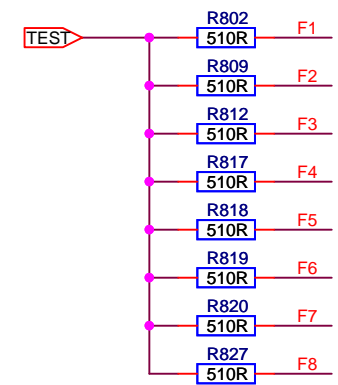 R802
TEST 510R F1
R809
510R F2
R812
510R F3
R817
510R F4
R818
510R F5
R819
510R F6
R820
510R F7
R827
510R F8